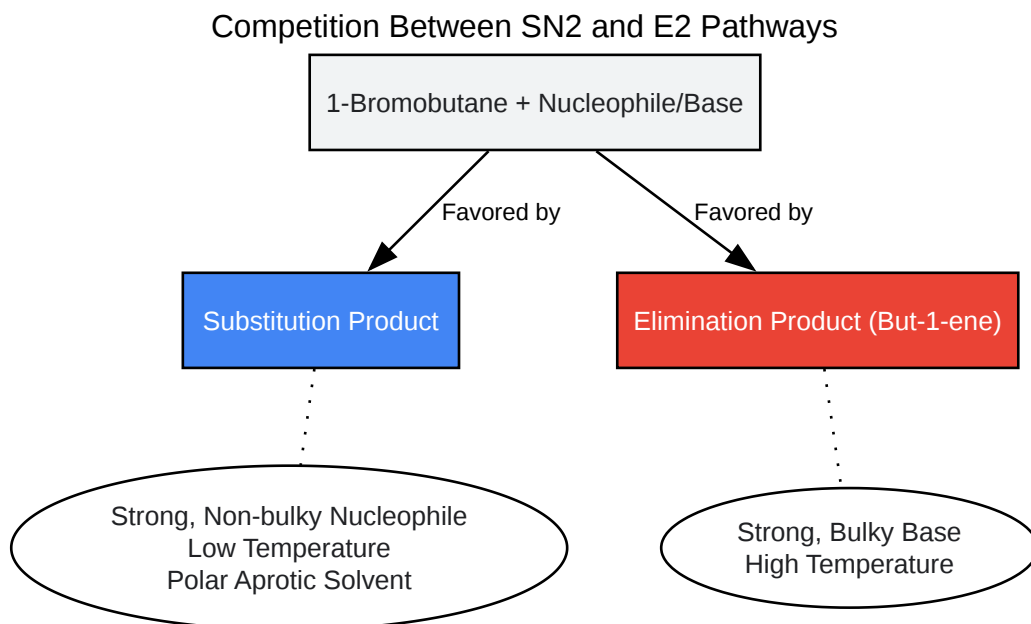 Competition Between SN2 and E2 Pathways
1-Bromobutane + Nucleophile/Base
Favored by
Favored by
Substitution Product
Elimination Product (But-1-ene)
Strong, Non-bulky Nucleophile
Low Temperature
Polar Aprotic Solvent
Strong, Bulky Base
High Temperature